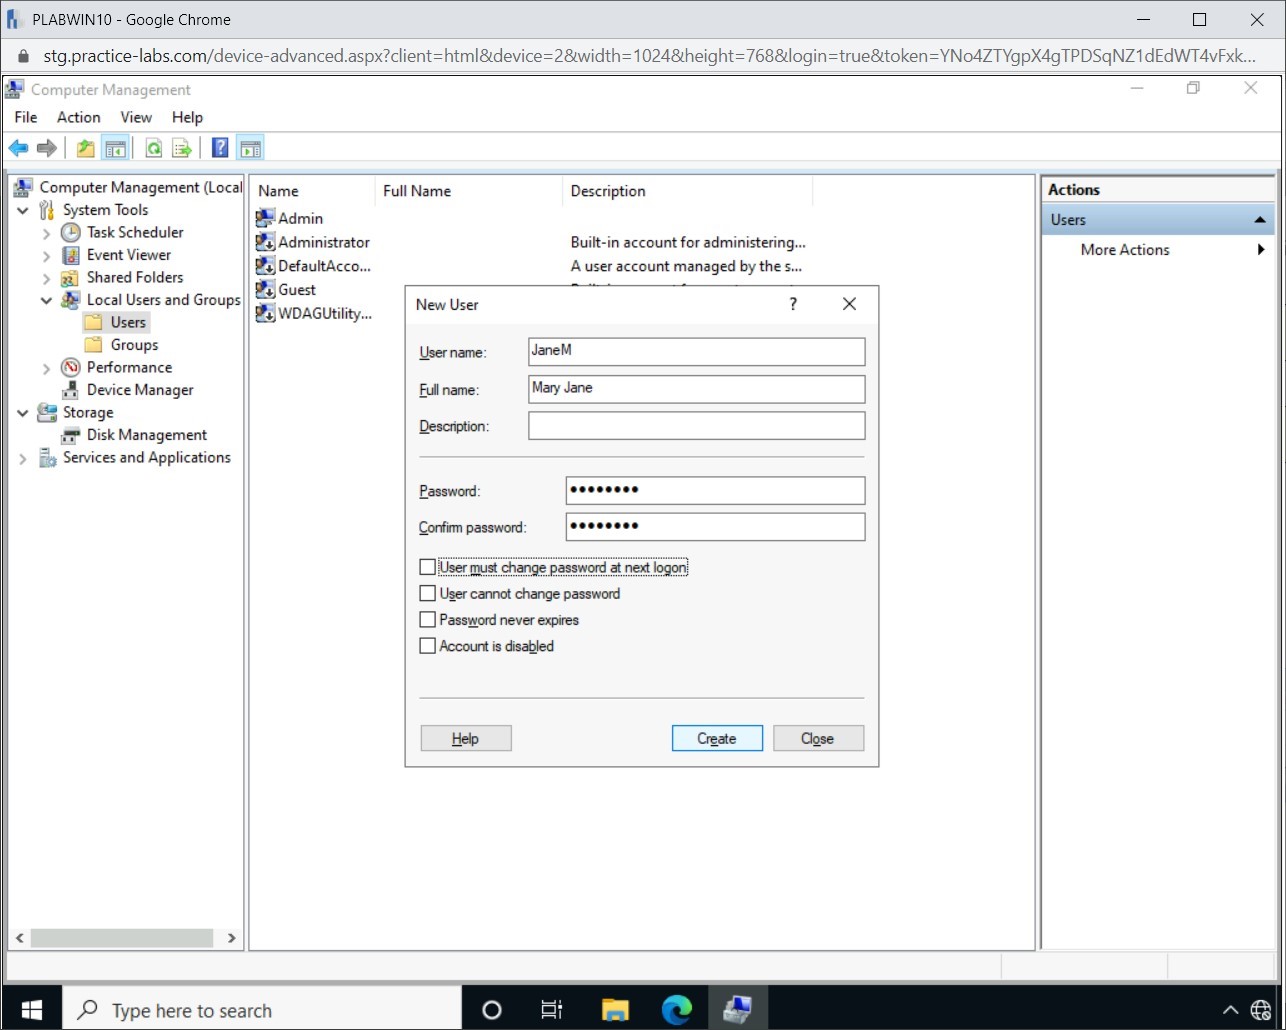 PLABWIN10 - Google Chrome
stg.practice-labs.com/device-advanced.aspx?client=html&device=2&width=1024&height=768&login=true&token=YNo4ZTYgpX4gTPDSqNZ1dEdWT4vFxk...
Computer Management
File Action View Help
Computer Management (Local
System Tools
Task Scheduler
Event Viewer
Shared Folders
Local Users and Groups
Users
Groups
Performance
Device Manager
Storage
Disk Management
Services and Applications
Name Full Name Description
Admin
Administrator Built-in account for administering...
DefaultAcco... A user account managed by the s...
Guest
WDAGUtility...
Actions
Users
More Actions
New User ?
User name: JaneM
Full name: Mary Jane
Description:
Password: ••••••••
Confirm password: ••••••••
User must change password at next logon
User cannot change password
Password never expires
Account is disabled
Help Create Close
Type here to search